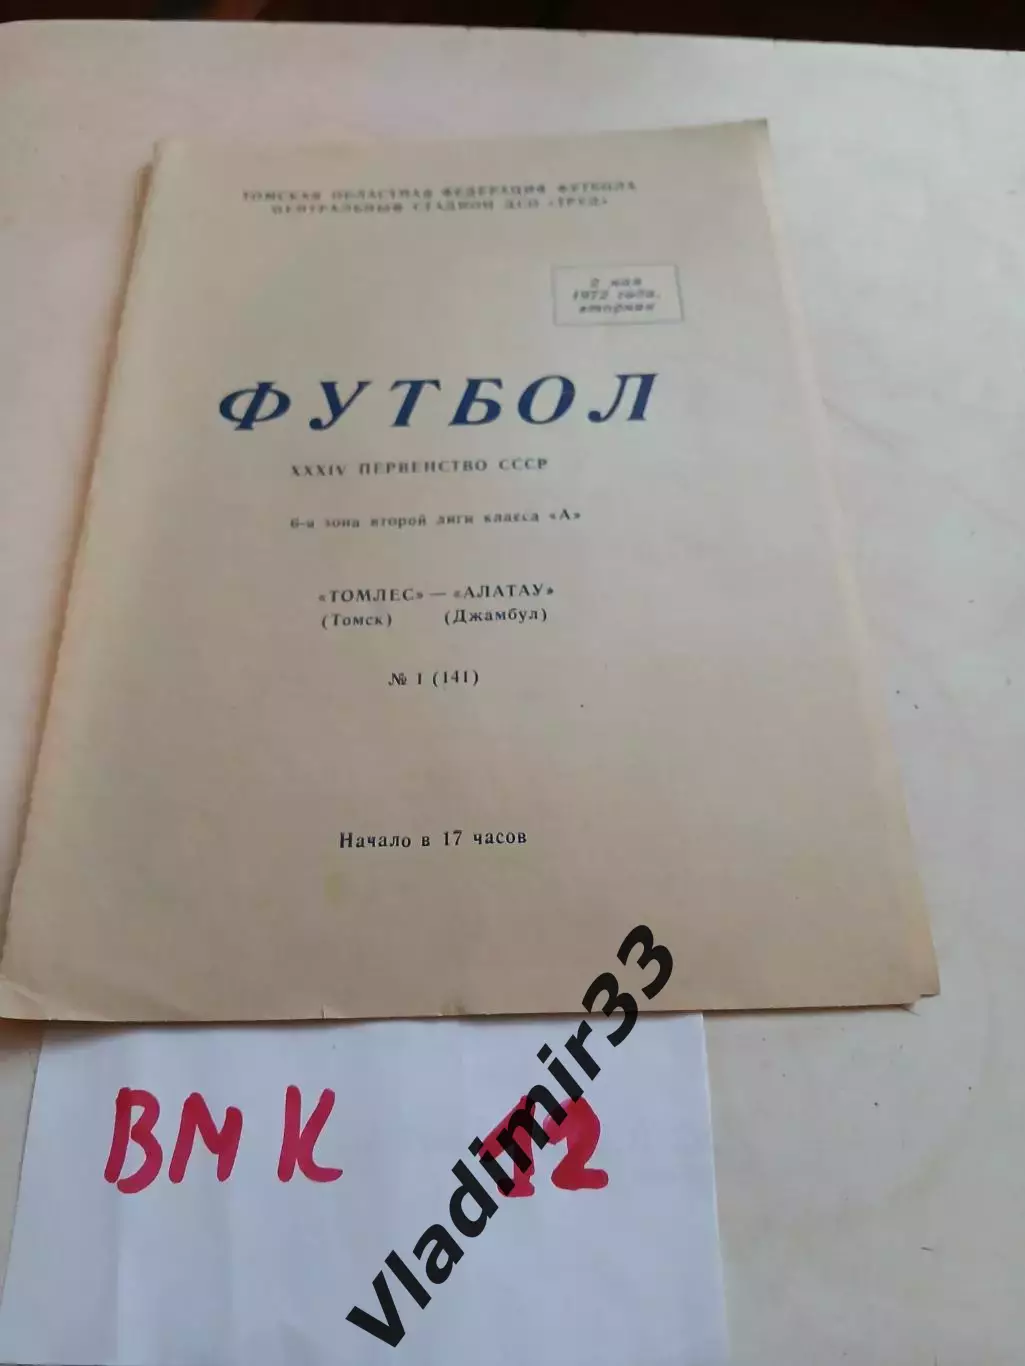 ТОМСКАЯ ОБЛАСТНАЯ ФЕДЕРАЦИЯ ФУТБОЛА
ЦЕНТРАЛЬНЫЙ СТАДИОН ДСО «ТРУД»
2 мая
1972 года,
вторник
ФУТБОЛ
XXXIV ПЕРВЕНСТВО СССР
6-я зона второй лиги класса «А»
«ТОМЛЕС» — «АЛАТАУ»
(Томск) (Джамбул)
№ 1 (141)
Начало в 17 часов
ВМК 72
Vladimir33